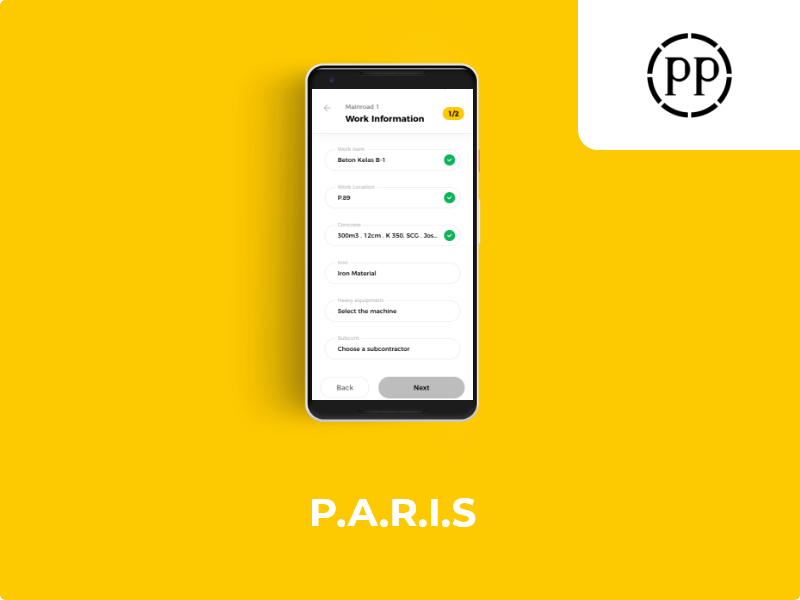 pp
Mainroad 1
Work Information
1/2
Work Item
Beton Kelas B-1
Work Location
P.89
Concrete
300m3 . 12cm . K 350. SCG . Jos...
Iron
Iron Material
Heavy equipment
Select the machine
Subcont
Choose a subcontractor
Back
Next
P.A.R.I.S